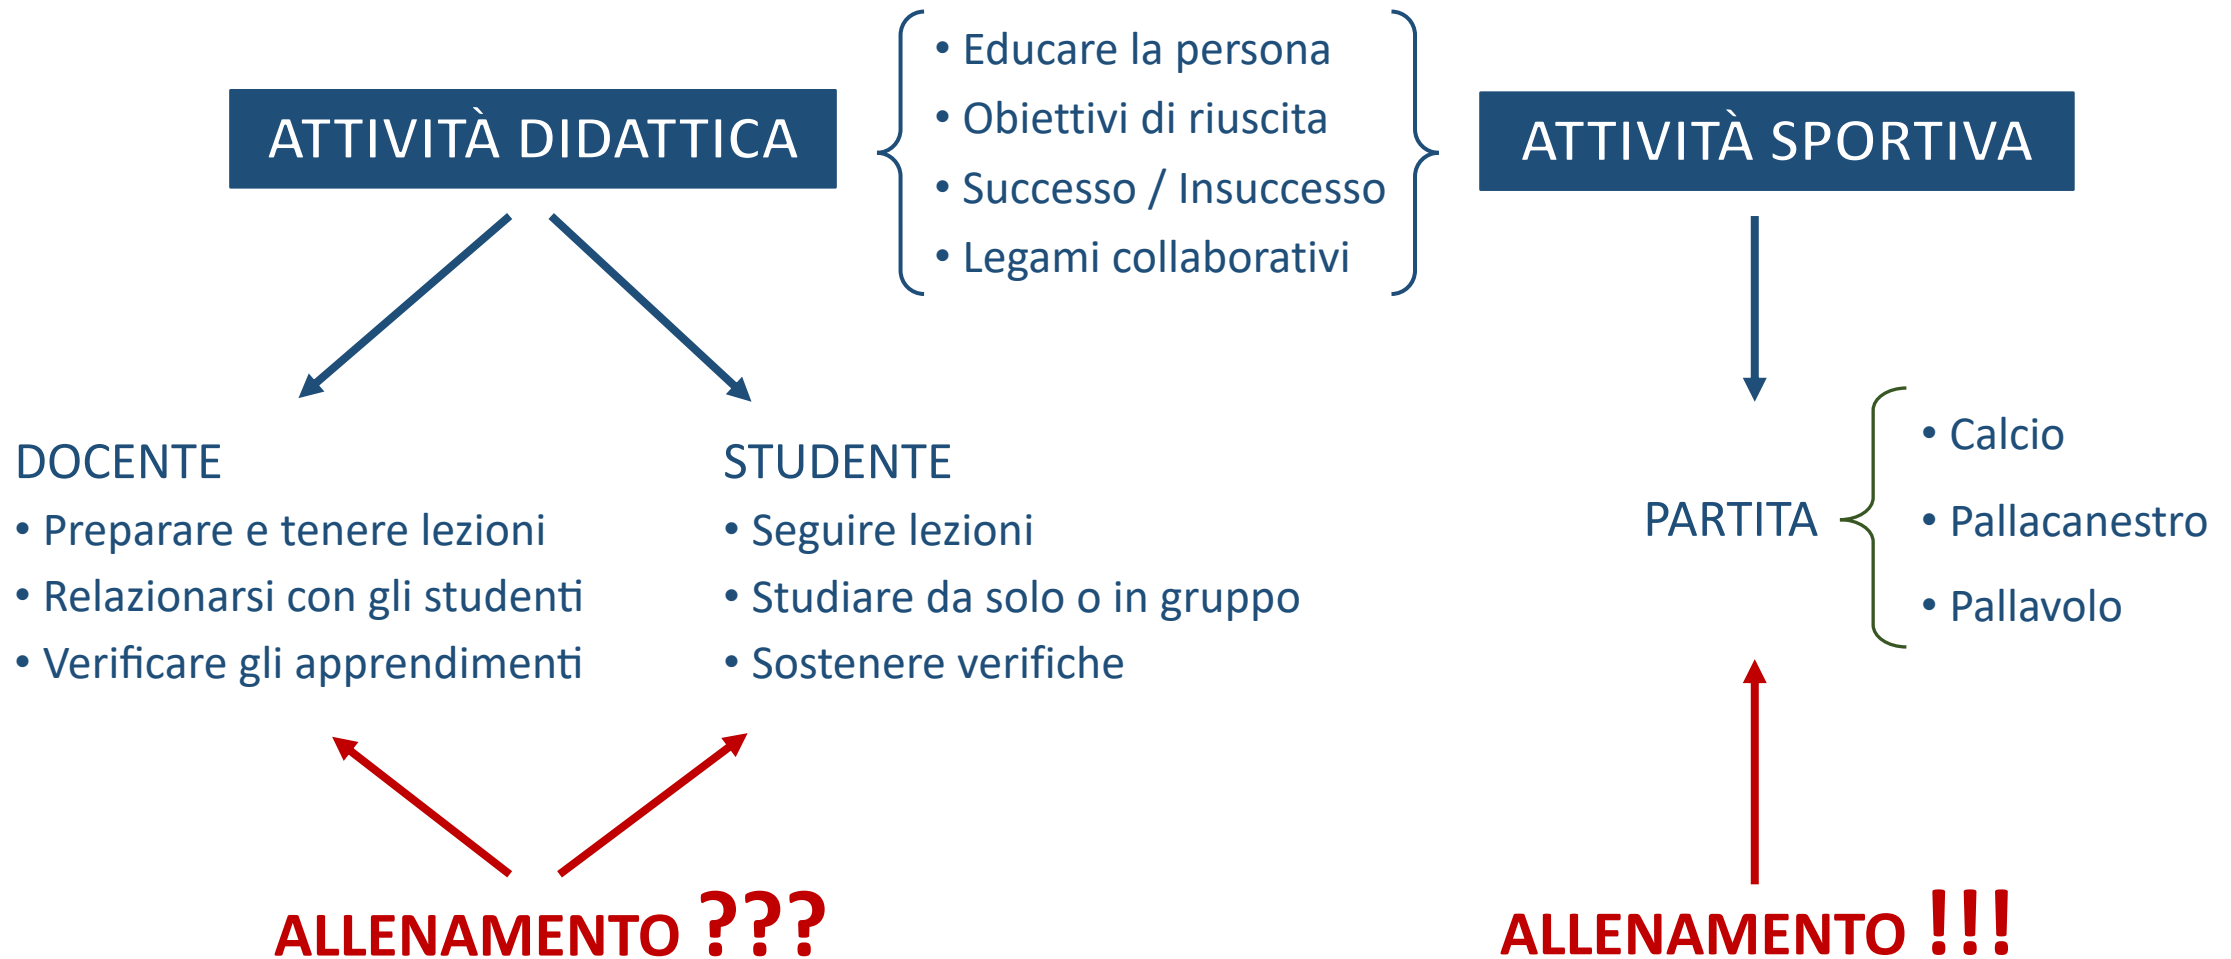 ATTIVITÀ DIDATTICA
• Educare la persona
• Obiettivi di riuscita
• Successo / Insuccesso
• Legami collaborativi
ATTIVITÀ SPORTIVA
DOCENTE
• Preparare e tenere lezioni
• Relazionarsi con gli studenti
• Verificare gli apprendimenti
STUDENTE
• Seguire lezioni
• Studiare da solo o in gruppo
• Sostenere verifiche
PARTITA
• Calcio
• Pallacanestro
• Pallavolo
ALLENAMENTO ???
ALLENAMENTO !!!